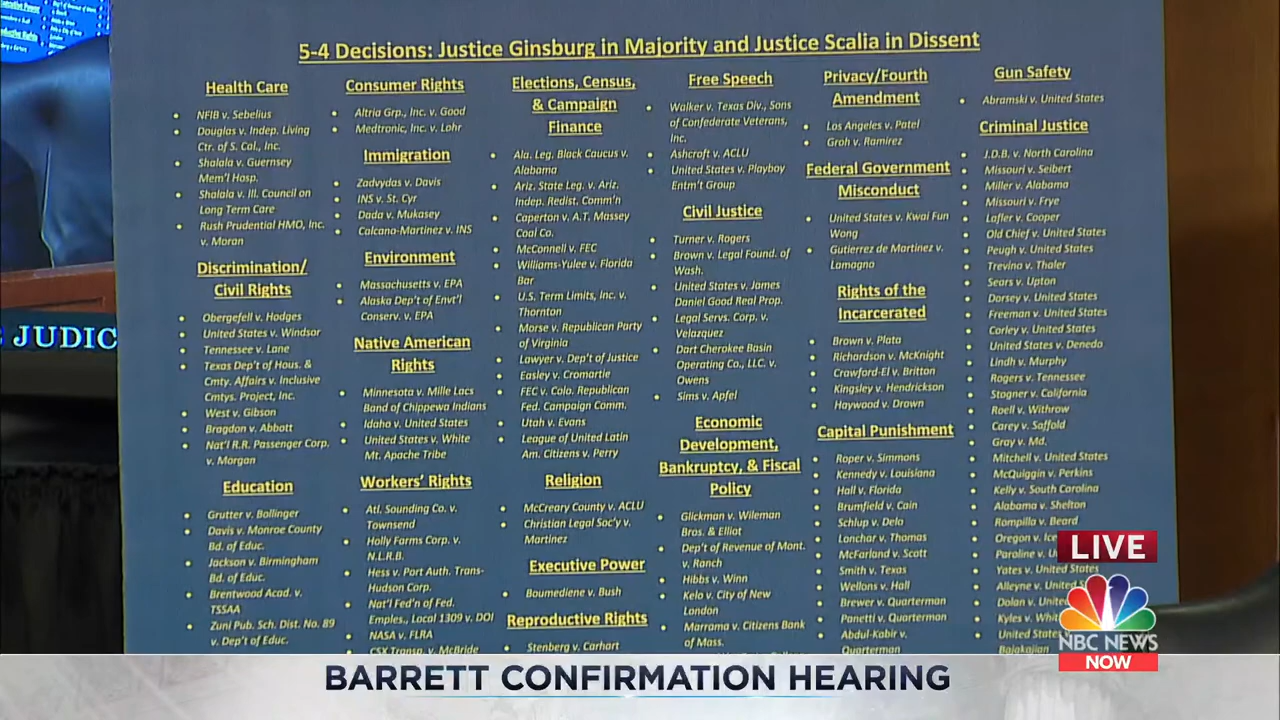 5-4 Decisions: Justice Ginsburg in Majority and Justice Scalia in Dissent
Health Care
NFIB v. Sebelius
Douglas v. Indep. Living
Ctr. of S. Cal., Inc.
Shalala v. Guernsey
Mem'l Hosp.
Shalala v. Ill. Council on
Long Term Care
Rush Prudential HMO, Inc.
v. Moran
Discrimination/
Civil Rights
Obergefell v. Hodges
United States v. Windsor
Tennessee v. Lane
Texas Dep't of Hous. &
Cmty. Affairs v. Inclusive
Cmtys. Project, Inc.
West v. Gibson
Bragdon v. Abbott
Nat'l R.R. Passenger Corp.
v. Morgan
Education
Grutter v. Bollinger
Davis v. Monroe County
Bd. of Educ.
Jackson v. Birmingham
Bd. of Educ.
Brentwood Acad. v.
TSSAA
Zuni Pub. Sch. Dist. No. 89
v. Dep't of Educ.
Consumer Rights
Altria Grp., Inc. v. Good
Medtronic, Inc. v. Lohr
Immigration
Zadvydas v. Davis
INS v. St. Cyr
Dada v. Mukasey
Calcano-Martinez v. INS
Environment
Massachusetts v. EPA
Alaska Dep't of Envt'l
Conserv. v. EPA
Native American
Rights
Minnesota v. Mille Lacs
Band of Chippewa Indians
Idaho v. United States
United States v. White
Mt. Apache Tribe
Workers' Rights
Atl. Sounding Co. v.
Townsend
Holly Farms Corp. v.
N.L.R.B.
Hess v. Port Auth. Trans-
Hudson Corp.
Nat'l Fed'n of Fed.
Emples., Local 1309 v. DOI
NASA v. FLRA
CSX Transp. v. McBride
Elections, Census,
& Campaign
Finance
Ala. Leg. Black Caucus v.
Alabama
Ariz. State Leg. v. Ariz.
Indep. Redist. Comm'n
Caperton v. A.T. Massey
Coal Co.
McConnell v. FEC
Williams-Yulee v. Florida
Bar
U.S. Term Limits, Inc. v.
Thornton
Morse v. Republican Party
of Virginia
Lawyer v. Dep't of Justice
Easley v. Cromartie
FEC v. Colo. Republican
Fed. Campaign Comm.
Utah v. Evans
League of United Latin
Am. Citizens v. Perry
Religion
McCreary County v. ACLU
Christian Legal Soc'y v.
Martinez
Executive Power
Boumediene v. Bush
Reproductive Rights
Stenberg v. Carhart
Free Speech
Walker v. Texas Div., Sons
of Confederate Veterans,
Inc.
Ashcroft v. ACLU
United States v. Playboy
Entm't Group
Civil Justice
Turner v. Rogers
Brown v. Legal Found. of
Wash.
United States v. James
Daniel Good Real Prop.
Legal Servs. Corp. v.
Velazquez
Dart Cherokee Basin
Operating Co., LLC. v.
Owens
Sims v. Apfel
Economic
Development,
Bankruptcy, & Fiscal
Policy
Glickman v. Wileman
Bros. & Elliot
Dep't of Revenue of Mont.
v. Ranch
Hibbs v. Winn
Kelo v. City of New
London
Marrama v. Citizens Bank
of Mass.
Privacy/Fourth
Amendment
Los Angeles v. Patel
Groh v. Ramirez
Federal Government
Misconduct
United States v. Kwai Fun
Wong
Gutierrez de Martinez v.
Lamagno
Rights of the
Incarcerated
Brown v. Plata
Richardson v. McKnight
Crawford-El v. Britton
Kingsley v. Hendrickson
Haywood v. Drown
Capital Punishment
Roper v. Simmons
Kennedy v. Louisiana
Hall v. Florida
Brumfield v. Cain
Schlup v. Delo
Lonchar v. Thomas
McFarland v. Scott
Smith v. Texas
Wellons v. Hall
Brewer v. Quarterman
Panetti v. Quarterman
Abdul-Kabir v.
Quarterman
Gun Safety
Abramski v. United States
Criminal Justice
J.D.B. v. North Carolina
Missouri v. Seibert
Miller v. Alabama
Missouri v. Frye
Lafler v. Cooper
Old Chief v. United States
Peugh v. United States
Trevino v. Thaler
Sears v. Upton
Dorsey v. United States
Freeman v. United States
Corley v. United States
United States v. Denedo
Lindh v. Murphy
Rogers v. Tennessee
Stogner v. California
Roell v. Withrow
Carey v. Saffold
Gray v. Md.
Mitchell v. United States
McQuiggin v. Perkins
Kelly v. South Carolina
Alabama v. Shelton
Rompilla v. Beard
Oregon v. Ice
Paroline v. U
Yates v. United States
Alleyne v. United S
Dolan v. Unite
Kyles v. Whi
United States
Bajakajian
JUDIC
LIVE
NBC NEWS
NOW
BARRETT CONFIRMATION HEARING